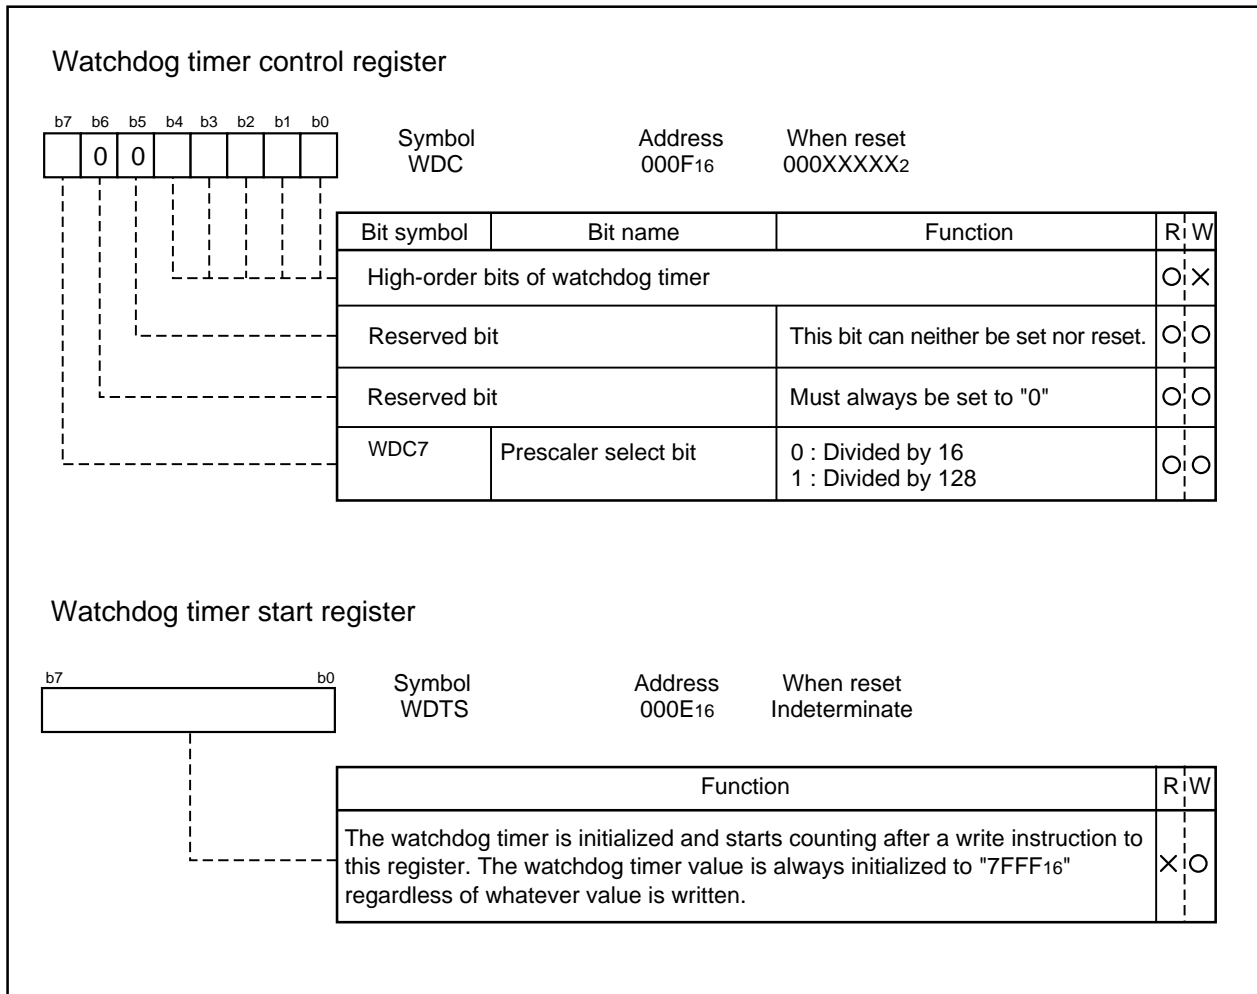 Watchdog timer control register
b7 b6 b5 b4 b3 b2 b1 b0
0 0
Symbol Address When reset
WDC 000F16 000XXXXX2
Bit symbol Bit name Function R W
High-order bits of watchdog timer
Reserved bit This bit can neither be set nor reset.
Reserved bit Must always be set to "0"
WDC7 Prescaler select bit 0 : Divided by 16
1 : Divided by 128
Watchdog timer start register
b7 b0
Symbol Address When reset
WDTS 000E16 Indeterminate
Function R W
The watchdog timer is initialized and starts counting after a write instruction to
this register. The watchdog timer value is always initialized to "7FFF16"
regardless of whatever value is written.